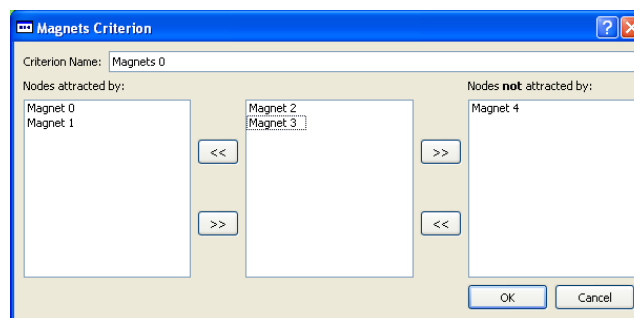 Magnets Criterion
Criterion Name: Magnets 0
Nodes attracted by:
Nodes not attracted by:
Magnet 0
Magnet 1
Magnet 2
Magnet 3
Magnet 4
<< >>
>> <<
OK Cancel